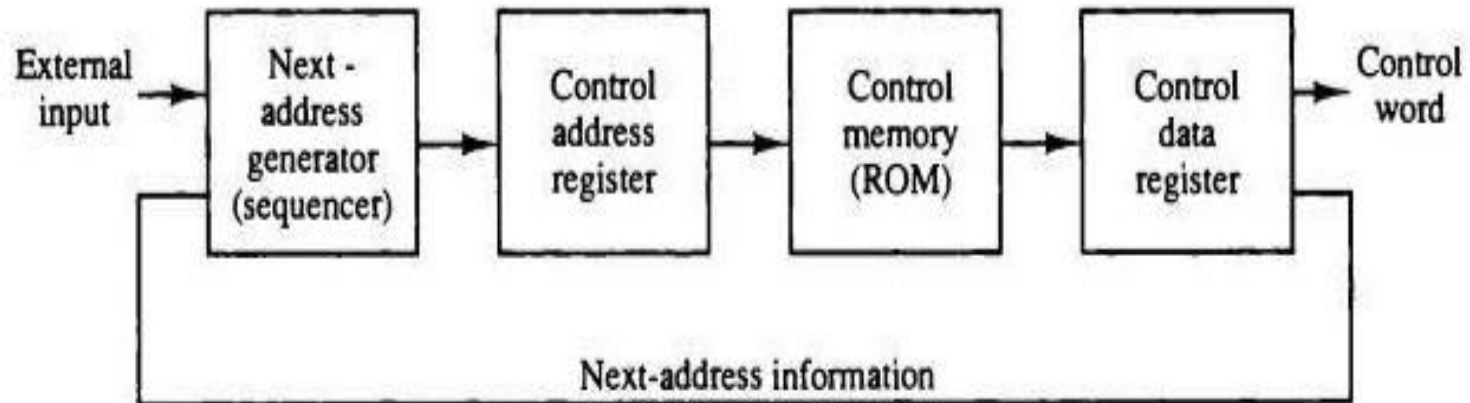 External
input
Next -
address
generator
(sequencer)
Control
address
register
Control
memory
(ROM)
Control
data
register
Control
word
Next-address information